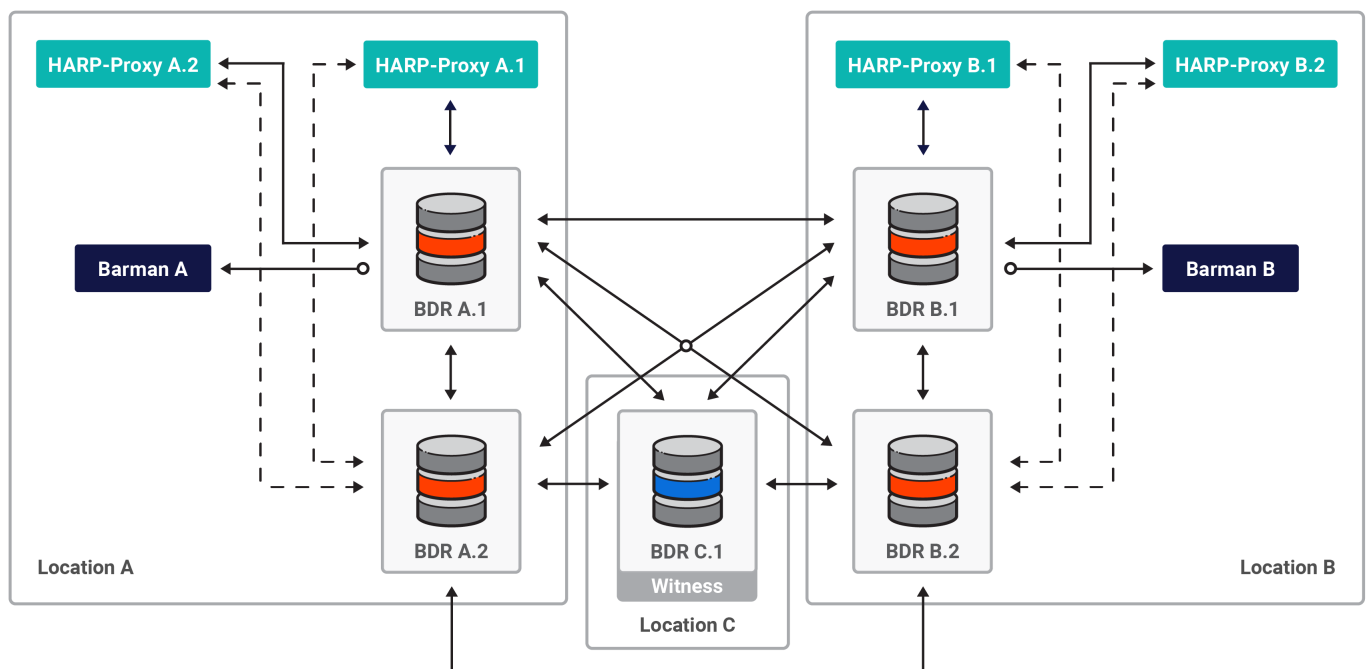 HARP-Proxy A.2
HARP-Proxy A.1
HARP-Proxy B.1
HARP-Proxy B.2
Barman A
BDR A.1
BDR B.1
Barman B
BDR A.2
BDR C.1
BDR B.2
Witness
Location A
Location C
Location B